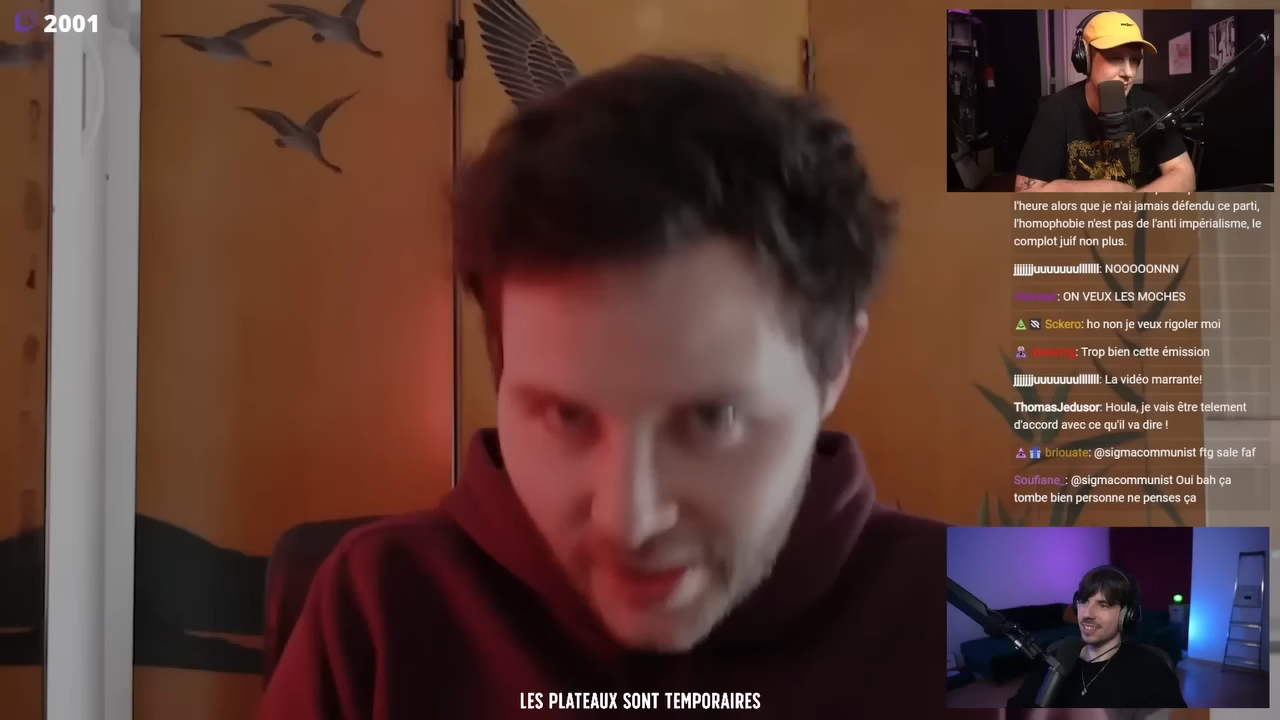 2001
l'heure alors que je n'ai jamais défendu ce parti,
l'homophobie n'est pas de l'anti impérialisme, le
complot juif non plus.
jjjjjjjuuuuuuulllllll: NOOOOONNN
: ON VEUX LES MOCHES
Sckero: ho non je veux rigoler moi
: Trop bien cette émission
jjjjjjjuuuuuuulllllll: La vidéo marrante!
ThomasJedusor: Houla, je vais être telement
d'accord avec ce qu'il va dire !
briouate: @sigmacommunist ftg sale faf
Soufiane_: @sigmacommunist Oui bah ça
tombe bien personne ne penses ça
LES PLATEAUX SONT TEMPORAIRES